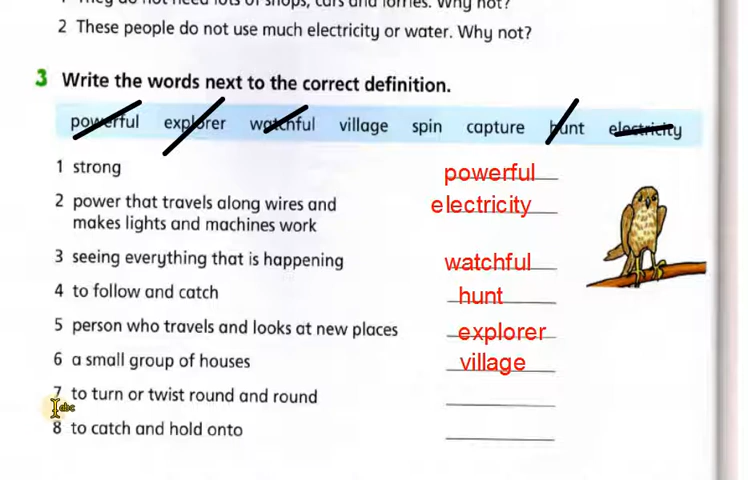 2 These people do not use much electricity or water. Why not?
3 Write the words next to the correct definition.
powerful explorer watchful village spin capture hunt electricity
1 strong powerful
2 power that travels along wires and electricity
makes lights and machines work
3 seeing everything that is happening watchful
4 to follow and catch hunt
5 person who travels and looks at new places explorer
6 a small group of houses village
7 to turn or twist round and round
abc
8 to catch and hold onto